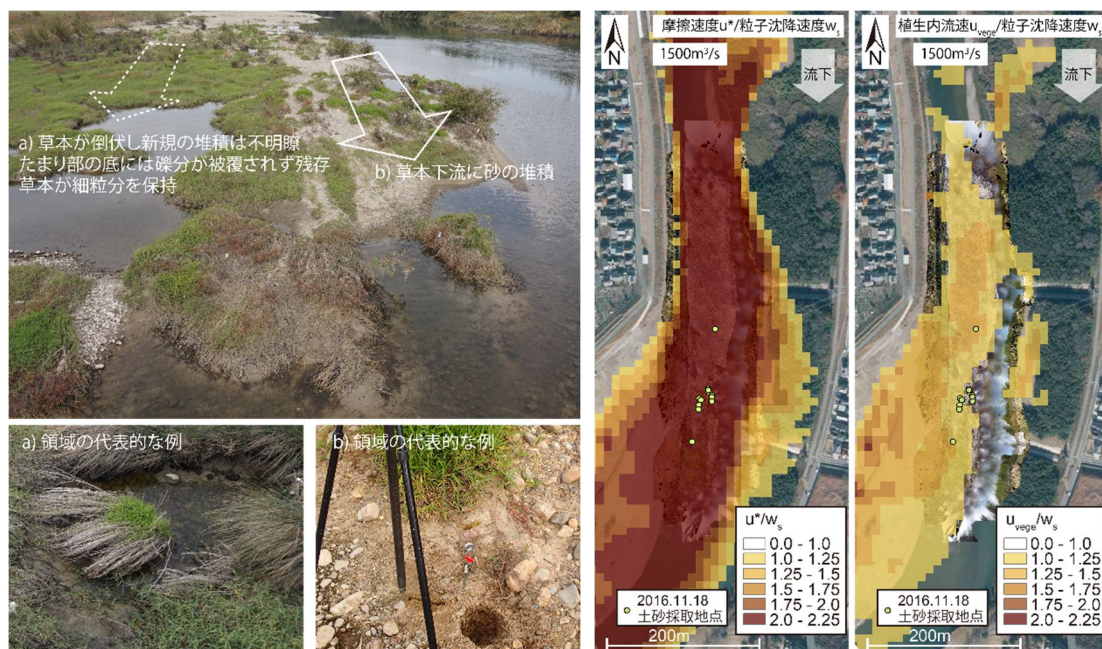 a) 草本が倒伏し新規の堆積は不明瞭
たまり部の底には礫分が被覆されず残存
草本が細粒分を保持
b) 草本下流に砂の堆積
a) 領域の代表的な例
b) 領域の代表的な例
摩擦速度u*/粒子沈降速度ws
1500m³/s
N
流下
u*/ws
0.0 - 1.0
1.0 - 1.25
1.25 - 1.5
1.5 - 1.75
1.75 - 2.0
2.0 - 2.25
2016.11.18
土砂採取地点
200m
植生内流速uvege/粒子沈降速度ws
1500m³/s
N
流下
uvege/ws
0.0 - 1.0
1.0 - 1.25
1.25 - 1.5
1.5 - 1.75
1.75 - 2.0
2.0 - 2.25
2016.11.18
土砂採取地点
200m